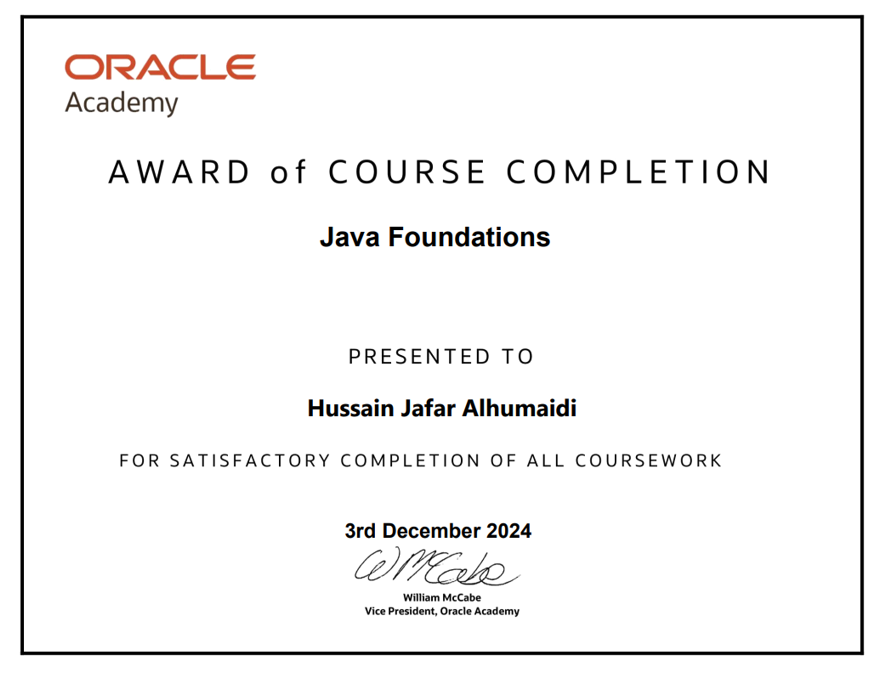 ORACLE
Academy
AWARD of COURSE COMPLETION
Java Foundations
PRESENTED TO
Hussain Jafar Alhumaidi
FOR SATISFACTORY COMPLETION OF ALL COURSEWORK
3rd December 2024
WMcCabe
William McCabe
Vice President, Oracle Academy